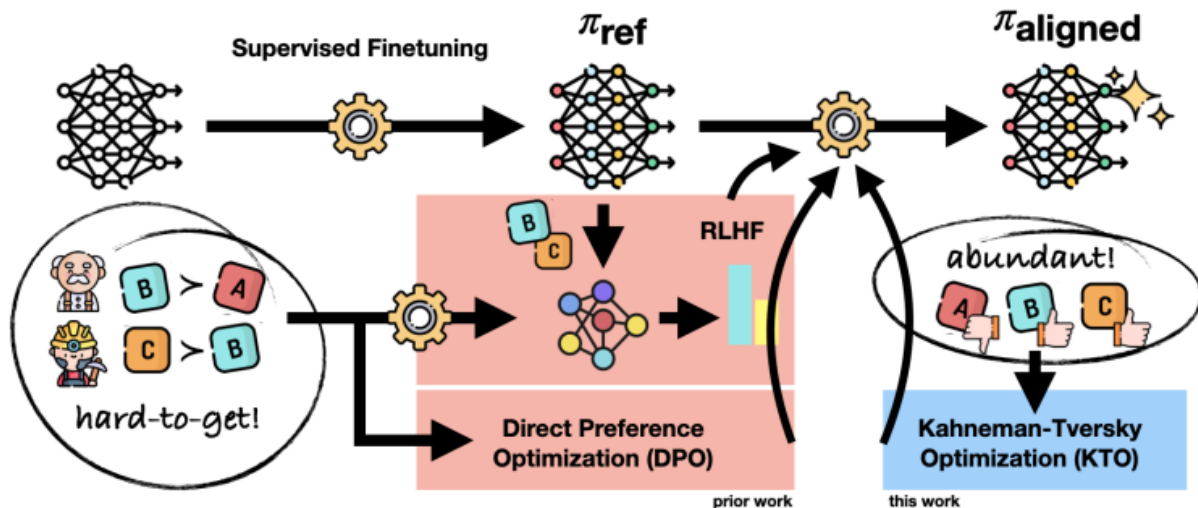 Supervised Finetuning
πref
πaligned
B
C
RLHF
B ≻ A
C ≻ B
hard-to-get!
abundant!
A B C
Direct Preference
Optimization (DPO)
Kahneman-Tversky
Optimization (KTO)
prior work
this work